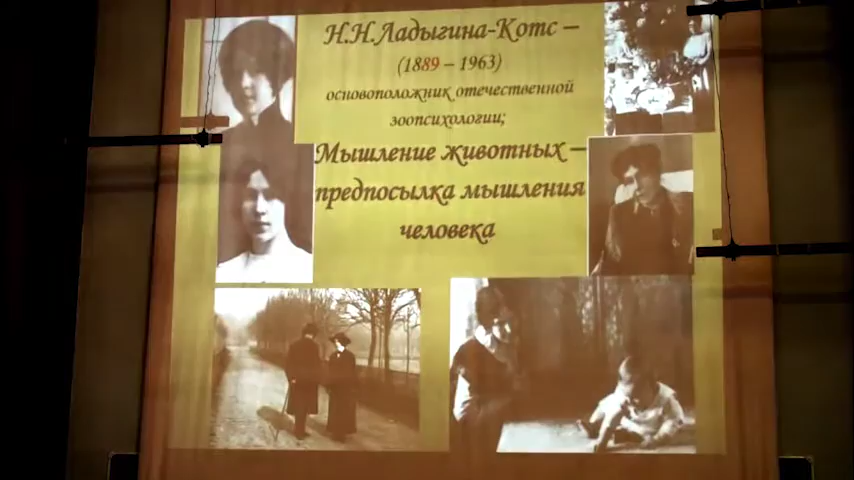 Н.Н.Ладыгина-Котс –
(1889 – 1963)
основоположник отечественной
зоопсихологии;
Мышление животных –
предпосылка мышления
человека